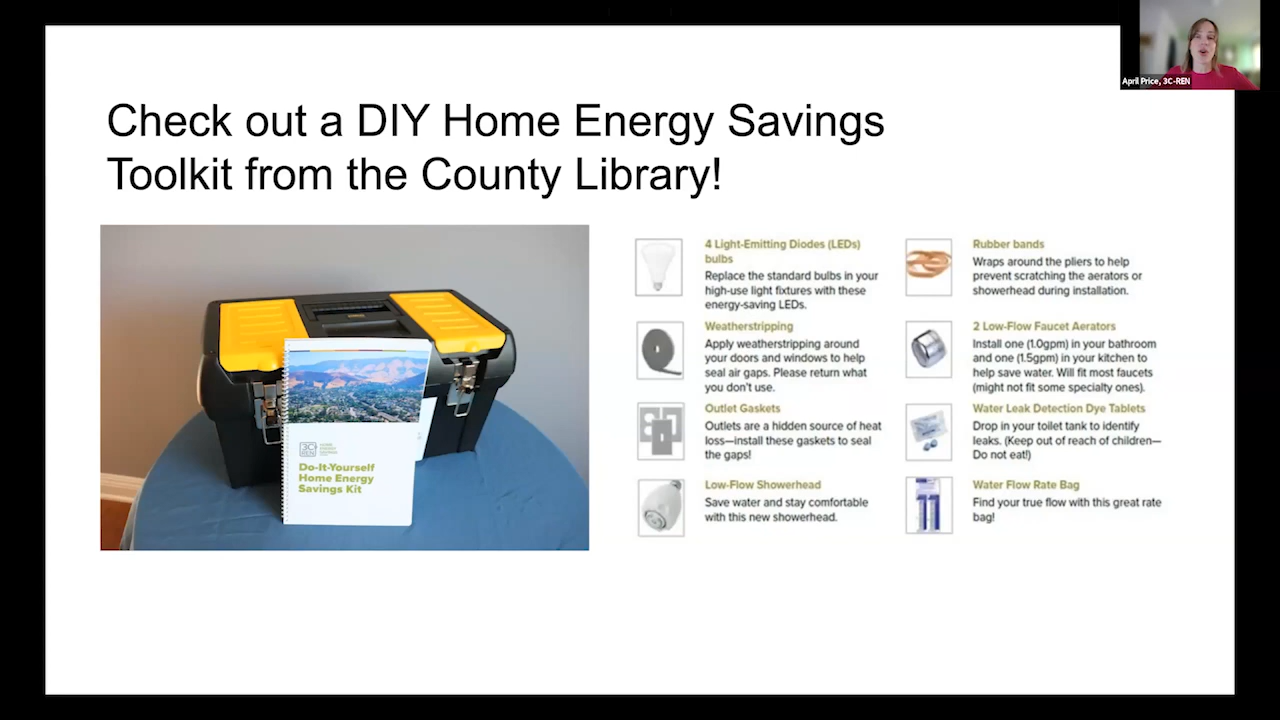 April Price, 3C-REN
Check out a DIY Home Energy Savings
Toolkit from the County Library!
3C
REN
Do-It-Yourself
Home Energy
Savings Kit
4 Light-Emitting Diodes (LEDs)
bulbs
Replace the standard bulbs in your
high-use light fixtures with these
energy-saving LEDs.
Weatherstripping
Apply weatherstripping around
your doors and windows to help
seal air gaps. Please return what
you don't use.
Outlet Gaskets
Outlets are a hidden source of heat
loss—install these gaskets to seal
the gaps!
Low-Flow Showerhead
Save water and stay comfortable
with this new showerhead.
Rubber bands
Wraps around the pliers to help
prevent scratching the aerators or
showerhead during installation.
2 Low-Flow Faucet Aerators
Install one (1.0gpm) in your bathroom
and one (1.5gpm) in your kitchen to
help save water. Will fit most faucets
(might not fit some specialty ones).
Water Leak Detection Dye Tablets
Drop in your toilet tank to identify
leaks. (Keep out of reach of children—
Do not eat!)
Water Flow Rate Bag
Find your true flow with this great rate
bag!